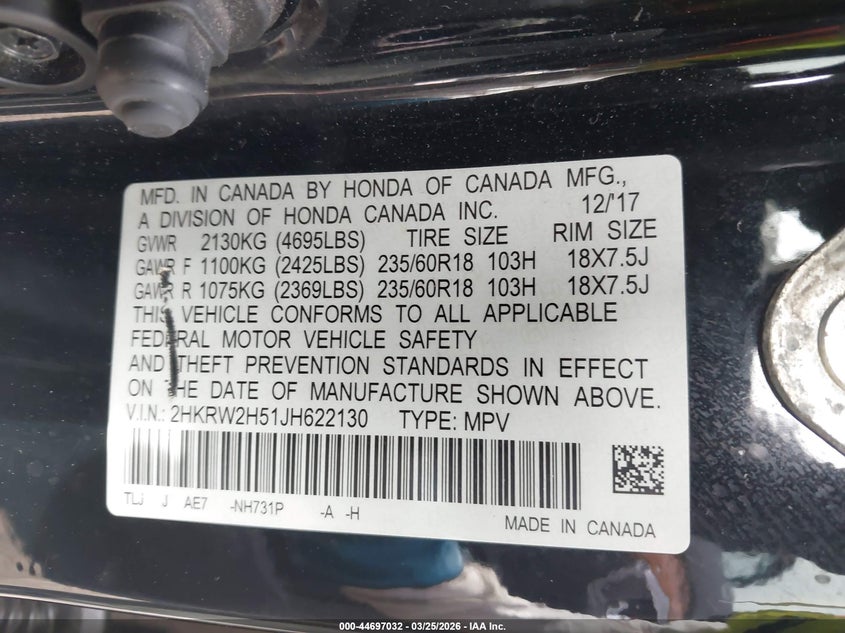 MFD. IN CANADA BY HONDA OF CANADA MFG.,
A DIVISION OF HONDA CANADA INC. 12/'17
GVWR 2130KG (4695LBS) TIRE SIZE RIM SIZE
GAWR F 1100KG (2425LBS) 235/60R18 103H 18X7.5J
GAWR R 1075KG (2369LBS) 235/60R18 103H 18X7.5J
THIS VEHICLE CONFORMS TO ALL APPLICABLE
FEDERAL MOTOR VEHICLE SAFETY
AND THEFT PREVENTION STANDARDS IN EFFECT
ON THE DATE OF MANUFACTURE SHOWN ABOVE.
V.I.N.: 2HKRW2H51JH622130 TYPE: MPV
TLJ J AE7 -NH731P -A -H
MADE IN CANADA
000-44697032 - 03/25/2026 - IAA Inc.